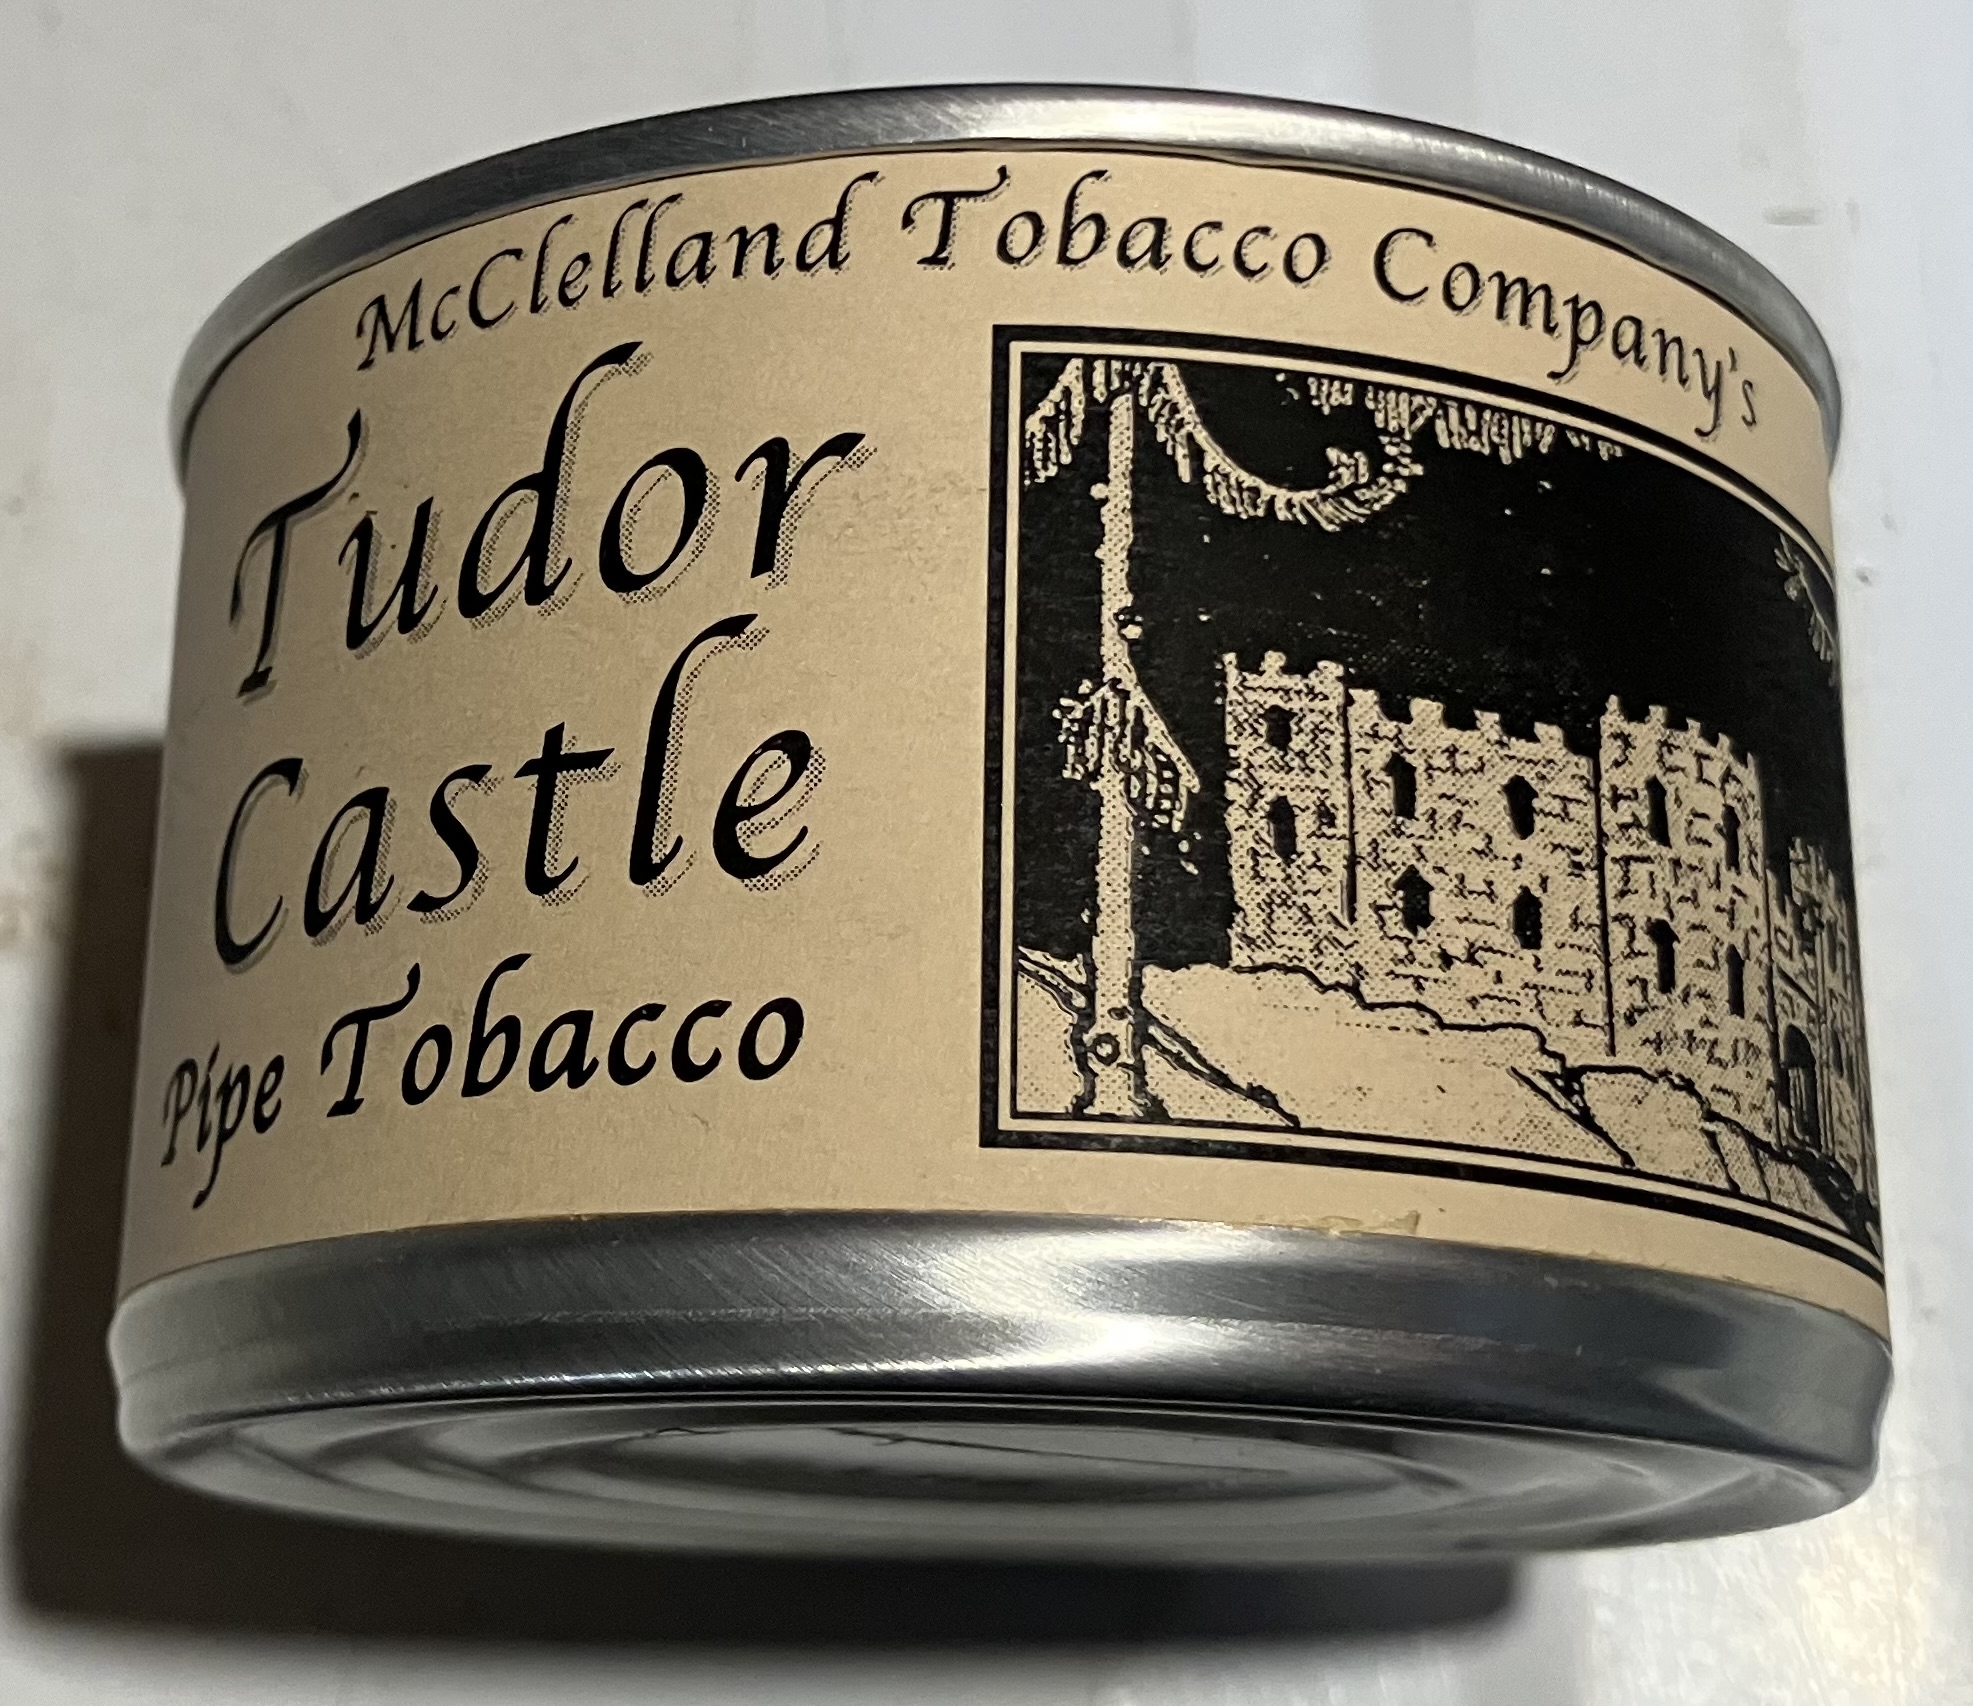 McClelland Tobacco Company's
Tudor
Castle
Pipe Tobacco